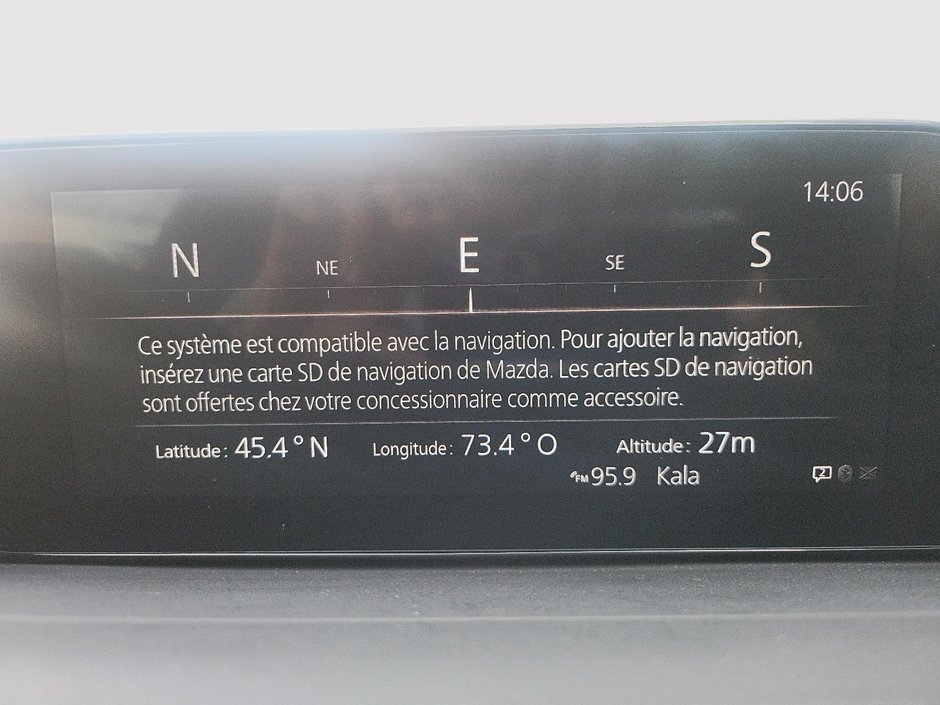 14:06
N NE E SE S
Ce système est compatible avec la navigation. Pour ajouter la navigation,
insérez une carte SD de navigation de Mazda. Les cartes SD de navigation
sont offertes chez votre concessionnaire comme accessoire.
Latitude: 45.4°N Longitude: 73.4°O Altitude: 27m
FM 95.9 Kala
2